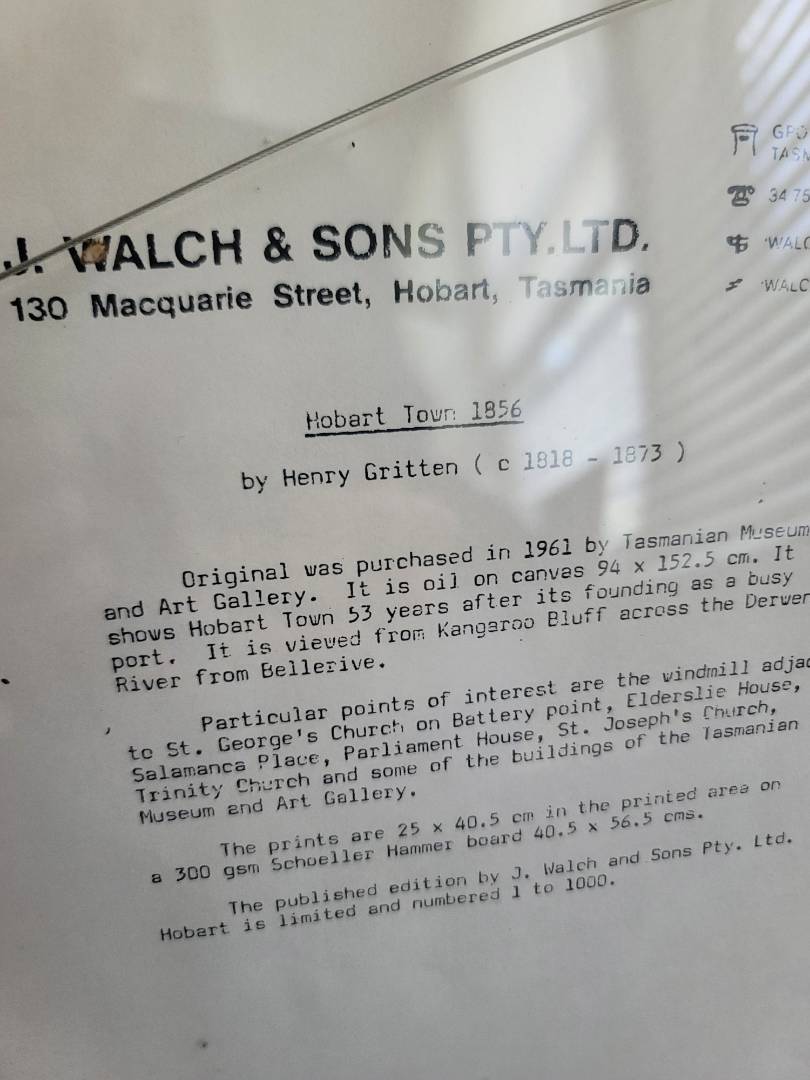 J. WALCH & SONS PTY.LTD.
130 Macquarie Street, Hobart, Tasmania
GPO
TASM
34 75
'WALC
'WALC
Hobart Town 1856
by Henry Gritten ( c 1818 - 1873 )
Original was purchased in 1961 by Tasmanian Museum
and Art Gallery. It is oil on canvas 94 x 152.5 cm. It
shows Hobart Town 53 years after its founding as a busy
port. It is viewed from Kangaroo Bluff across the Derwen
River from Bellerive.
Particular points of interest are the windmill adjac
to St. George's Church on Battery point, Elderslie House,
Salamanca Place, Parliament House, St. Joseph's Church,
Trinity Church and some of the buildings of the Tasmanian
Museum and Art Gallery.
The prints are 25 x 40.5 cm in the printed area on
a 300 gsm Schoeller Hammer board 40.5 x 56.5 cms.
The published edition by J. Walch and Sons Pty. Ltd.
Hobart is limited and numbered 1 to 1000.